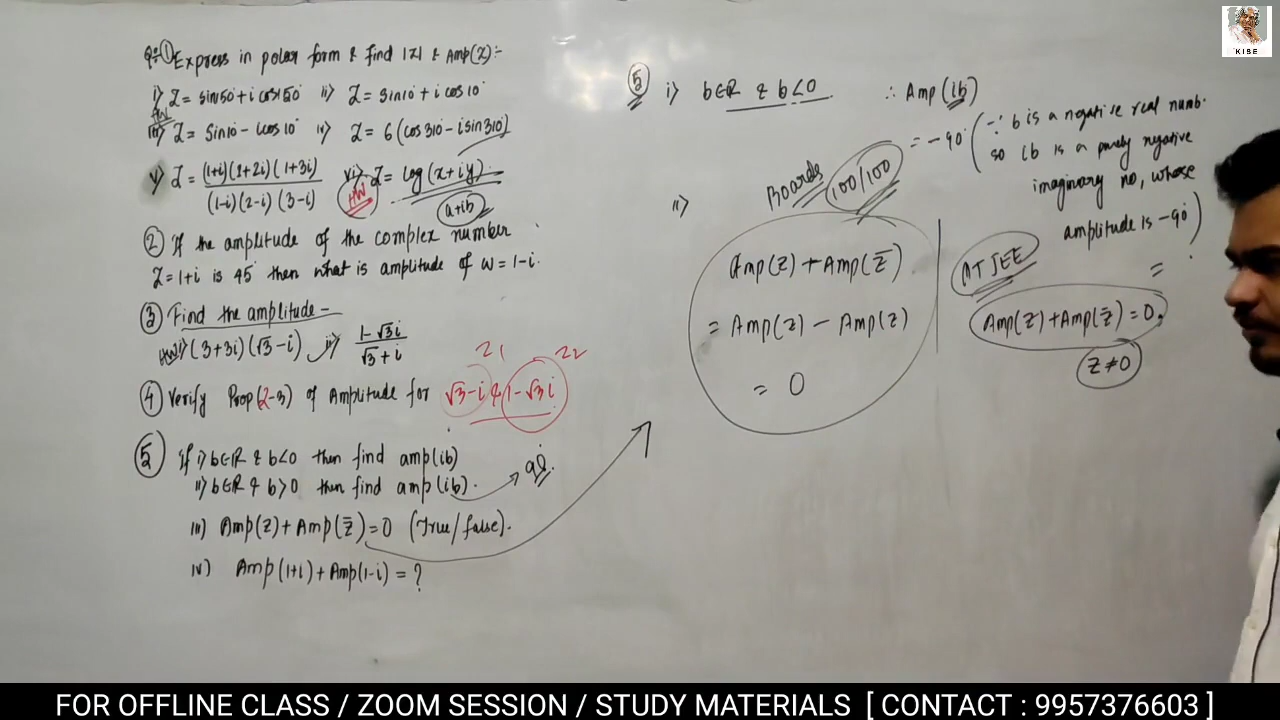 Q:-① Express in polar form & find |z| & Amp(z):-
i) Z = sin50° + i cos150° ii) Z = sin10° + i cos10°
HW
iii) Z = Sin10° - icos10° iv) Z = 6(cos310° - isin310°)
v) Z = (1+i)(1+2i)(1+3i) / (1-i)(2-i)(3-i) vi) Z = log(x+iy)
HW
a+ib
② If the amplitude of the complex number
Z=1+i is 45° then what is amplitude of W=1-i.
③ Find the amplitude -
HW i) (3+3i)(√3-i) ii) 1-√3i / √3+i
z1 z2
④ Verify Prop(2-3) of Amplitude for √3-i & 1-√3i
⑤ If i) b∈R & b<0 then find amp(ib)
ii) b∈R & b>0 then find amp(ib). 90°.
iii) Amp(z)+Amp(z̄)=0 (True/false).
iv) Amp(1+i)+Amp(1-i)=?
⑤ i) b∈R & b<0 ∴ Amp(ib)
= -90° (∵ b is a negative real numb.
so ib is a purely negative
imaginary no, whose
amplitude is -90°)
ii) Boards 100/100
Amp(z)+Amp(z̄)
= Amp(z) - Amp(z)
= 0
AT JEE
=
Amp(z)+Amp(z̄)=0.
z≠0
KISE
FOR OFFLINE CLASS / ZOOM SESSION / STUDY MATERIALS [ CONTACT : 9957376603 ]